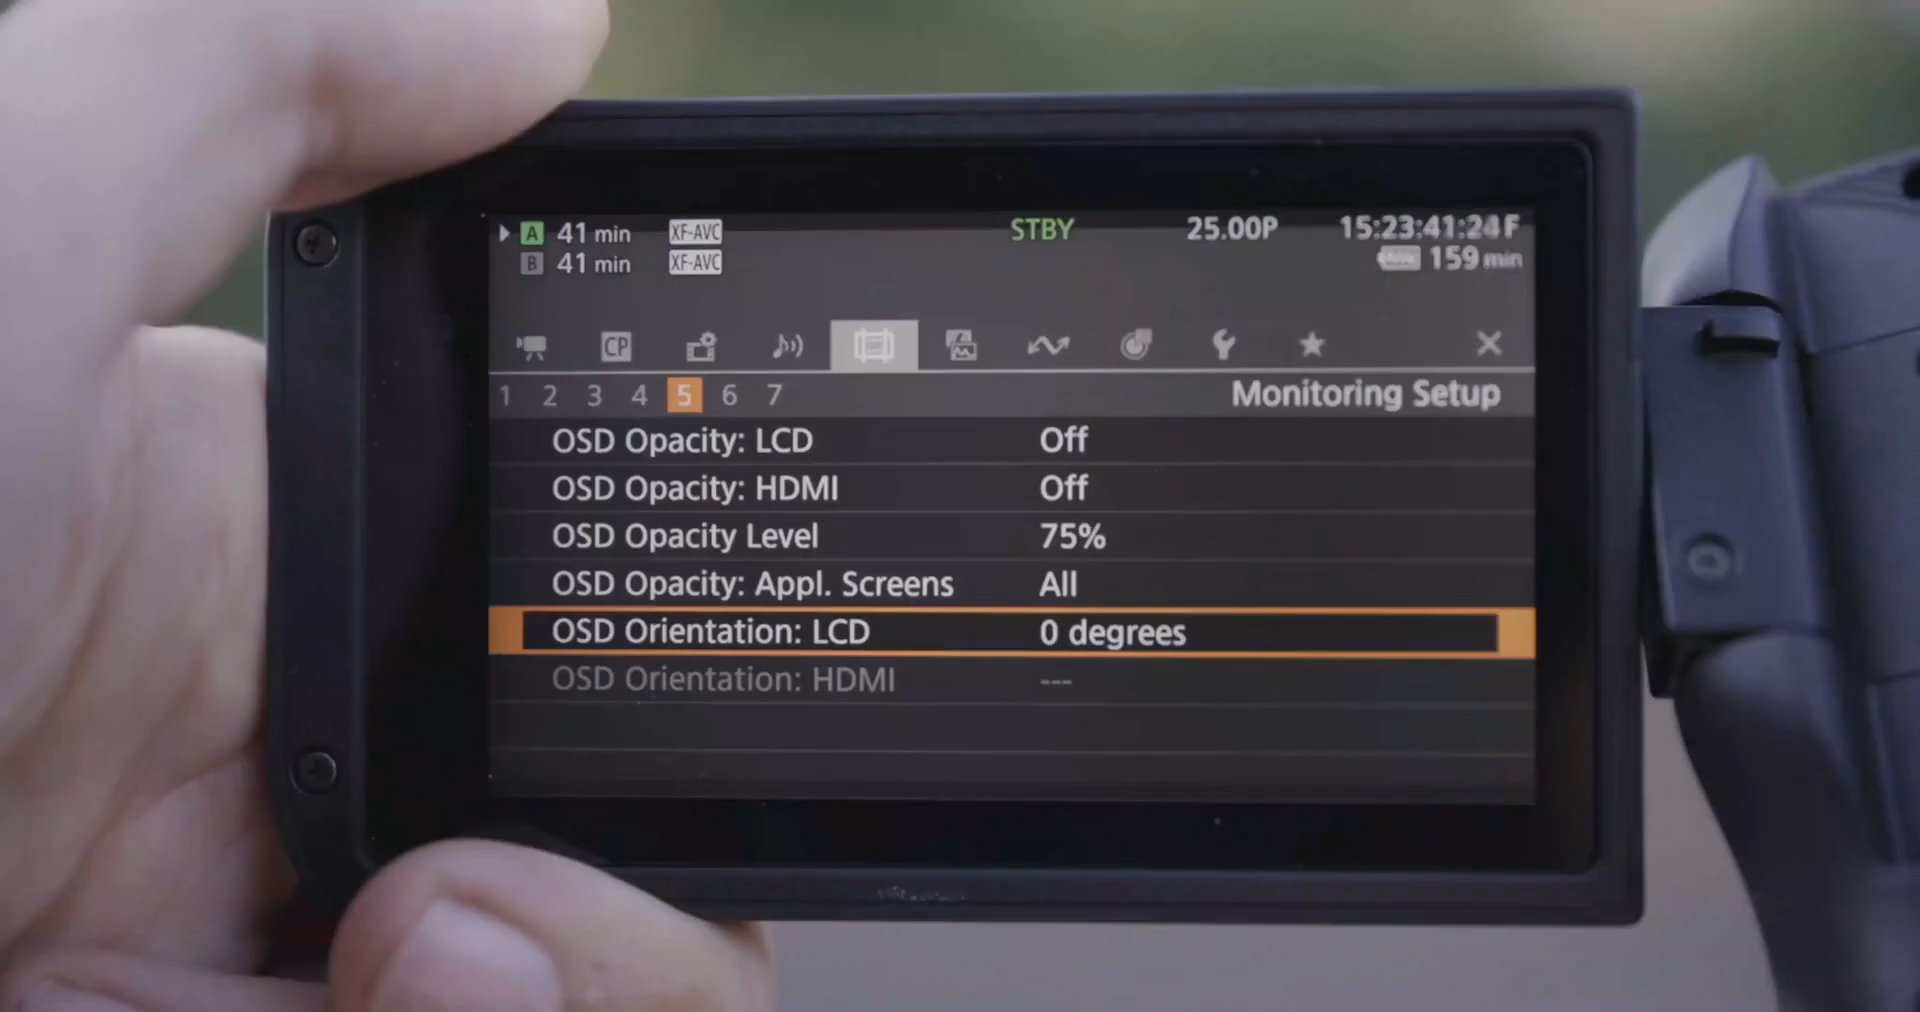 A 41 min XF-AVC STBY 25.00P 15:23:41:24F
B 41 min XF-AVC 159 min
CP
1 2 3 4 5 6 7 Monitoring Setup
OSD Opacity: LCD Off
OSD Opacity: HDMI Off
OSD Opacity Level 75%
OSD Opacity: Appl. Screens All
OSD Orientation: LCD 0 degrees
OSD Orientation: HDMI ---